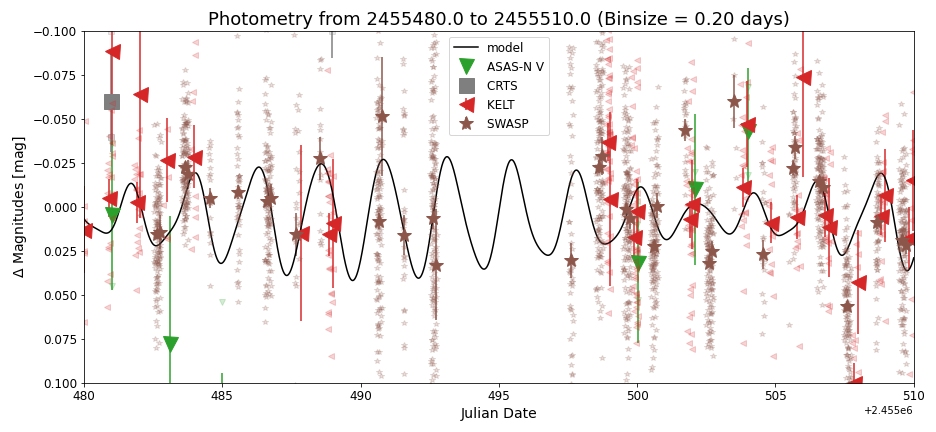 Photometry from 2455480.0 to 2455510.0 (Binsize = 0.20 days)
−0.100
−0.075
−0.050
−0.025
0.000
0.025
0.050
0.075
0.100
Δ Magnitudes [mag]
model
ASAS-N V
CRTS
KELT
SWASP
480
485
490
495
500
505
510
Julian Date
+2.455e6